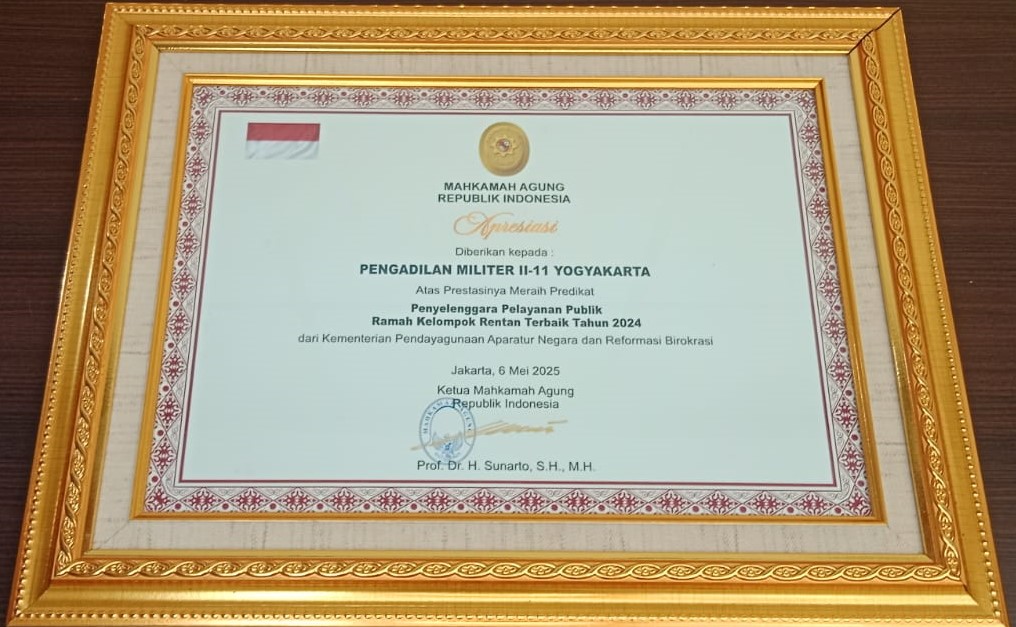 MAHKAMAH AGUNG
REPUBLIK INDONESIA
Apresiasi
Diberikan kepada :
PENGADILAN MILITER II-11 YOGYAKARTA
Atas Prestasinya Meraih Predikat
Penyelenggara Pelayanan Publik
Ramah Kelompok Rentan Terbaik Tahun 2024
dari Kementerian Pendayagunaan Aparatur Negara dan Reformasi Birokrasi
Jakarta, 6 Mei 2025
Ketua Mahkamah Agung
Republik Indonesia
MAHKAMAH AGUNG
Prof. Dr. H. Sunarto, S.H., M.H.